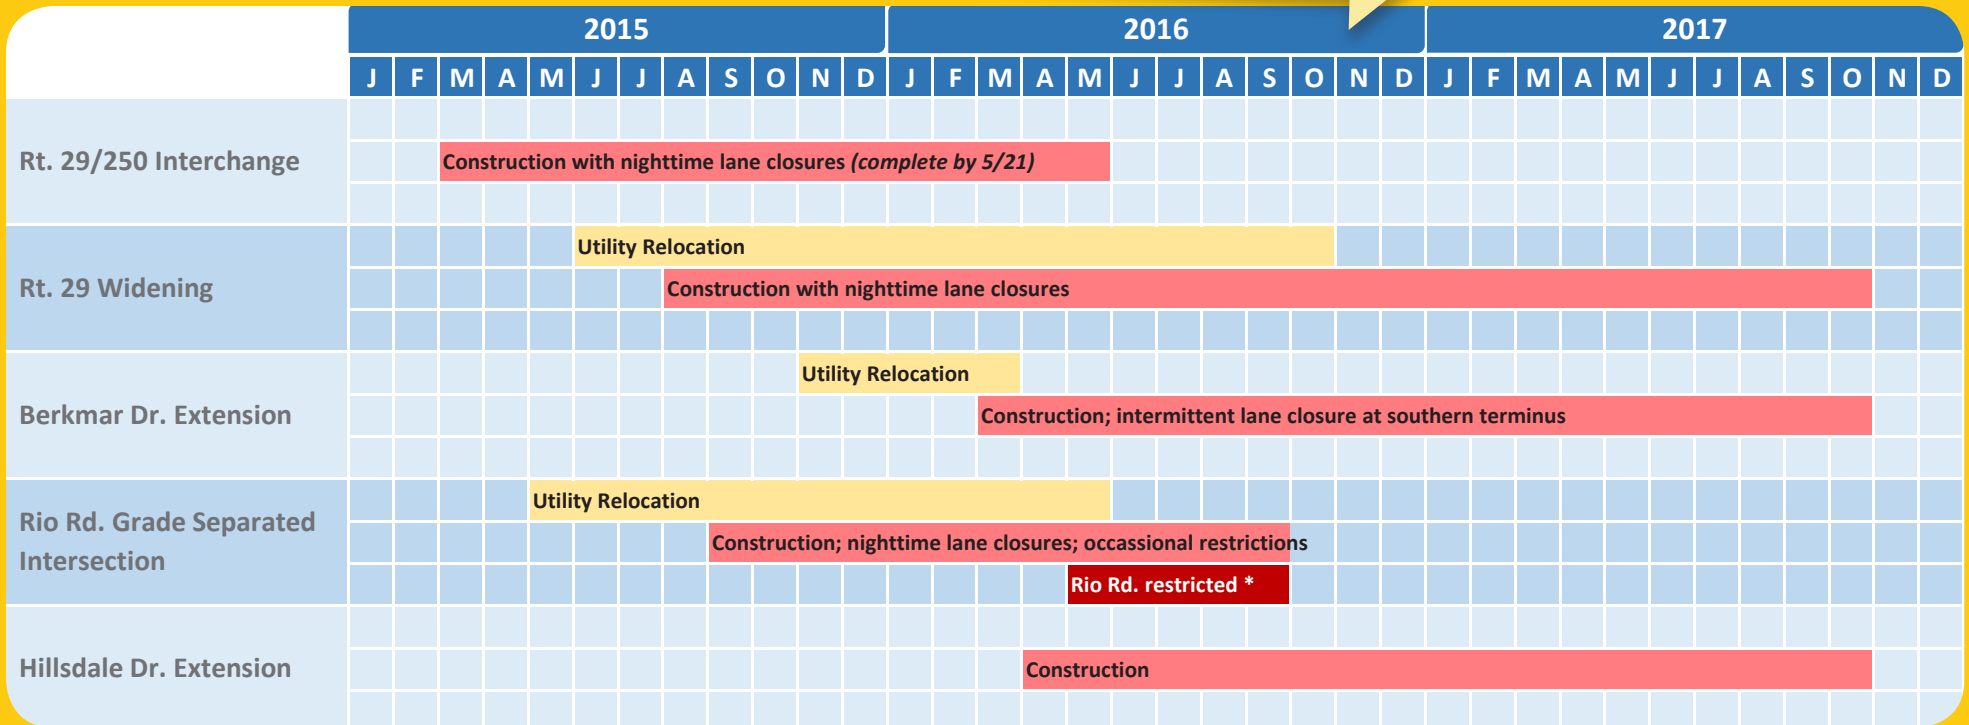 2015 2016 2017
J F M A M J J A S O N D J F M A M J J A S O N D J F M A M J J A S O N D
Rt. 29/250 Interchange
Construction with nighttime lane closures (complete by 5/21)
Rt. 29 Widening
Utility Relocation
Construction with nighttime lane closures
Berkmar Dr. Extension
Utility Relocation
Construction; intermittent lane closure at southern terminus
Rio Rd. Grade Separated
Intersection
Utility Relocation
Construction; nighttime lane closures; occassional restrictions
Rio Rd. restricted *
Hillsdale Dr. Extension
Construction